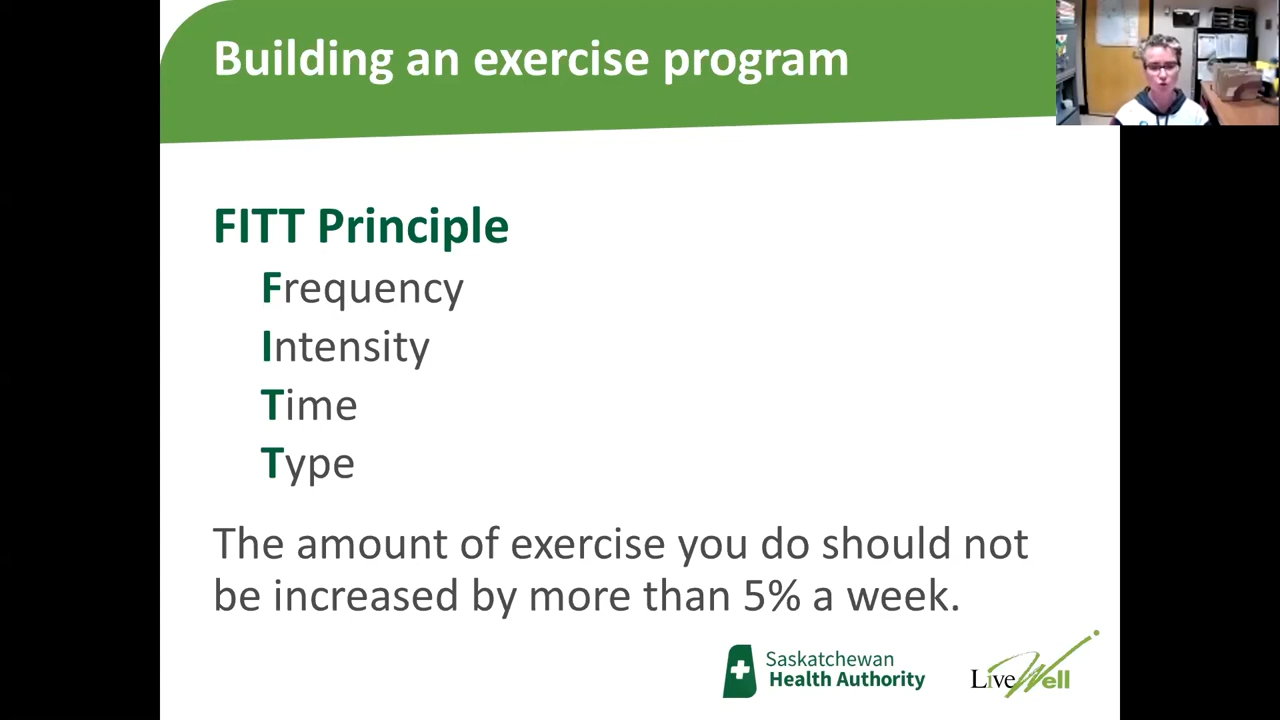 Building an exercise program
FITT Principle
Frequency
Intensity
Time
Type
The amount of exercise you do should not
be increased by more than 5% a week.
Saskatchewan
Health Authority
LiveWell